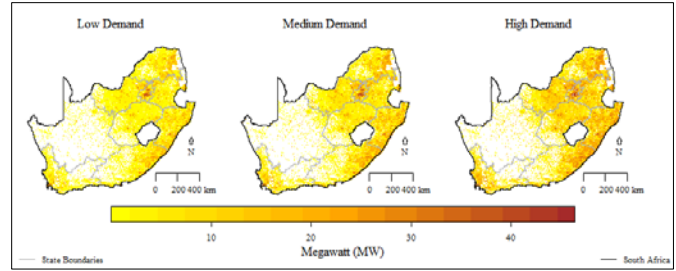 Low Demand Medium Demand High Demand
N N N
0 200 400 km 0 200 400 km 0 200 400 km
10 20 30 40
Megawatt (MW)
State Boundaries South Africa